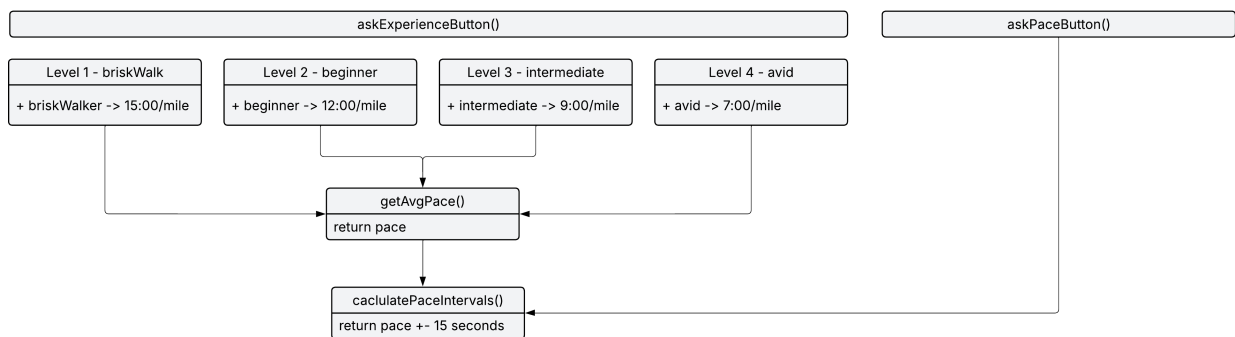 askExperienceButton()
askPaceButton()
Level 1 - briskWalk
+ briskWalker -> 15:00/mile
Level 2 - beginner
+ beginner -> 12:00/mile
Level 3 - intermediate
+ intermediate -> 9:00/mile
Level 4 - avid
+ avid -> 7:00/mile
getAvgPace()
return pace
caclulatePaceIntervals()
return pace +- 15 seconds